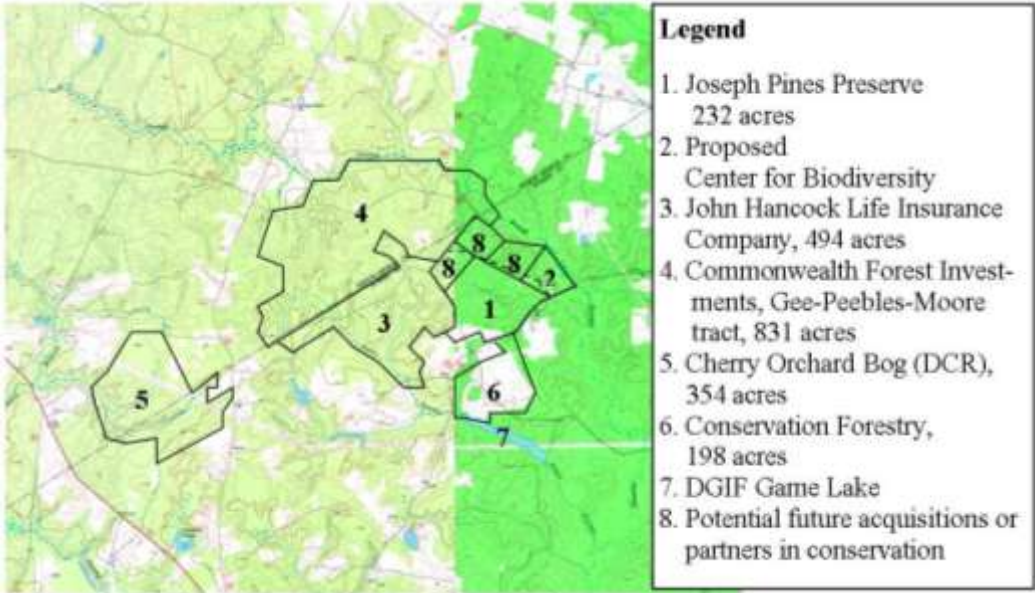 Legend
1. Joseph Pines Preserve
232 acres
2. Proposed
Center for Biodiversity
3. John Hancock Life Insurance
Company, 494 acres
4. Commonwealth Forest Invest-
ments, Gee-Peebles-Moore
tract, 831 acres
5. Cherry Orchard Bog (DCR),
354 acres
6. Conservation Forestry,
198 acres
7. DGIF Game Lake
8. Potential future acquisitions or
partners in conservation
4
8
8
8
2
1
3
5
6
7